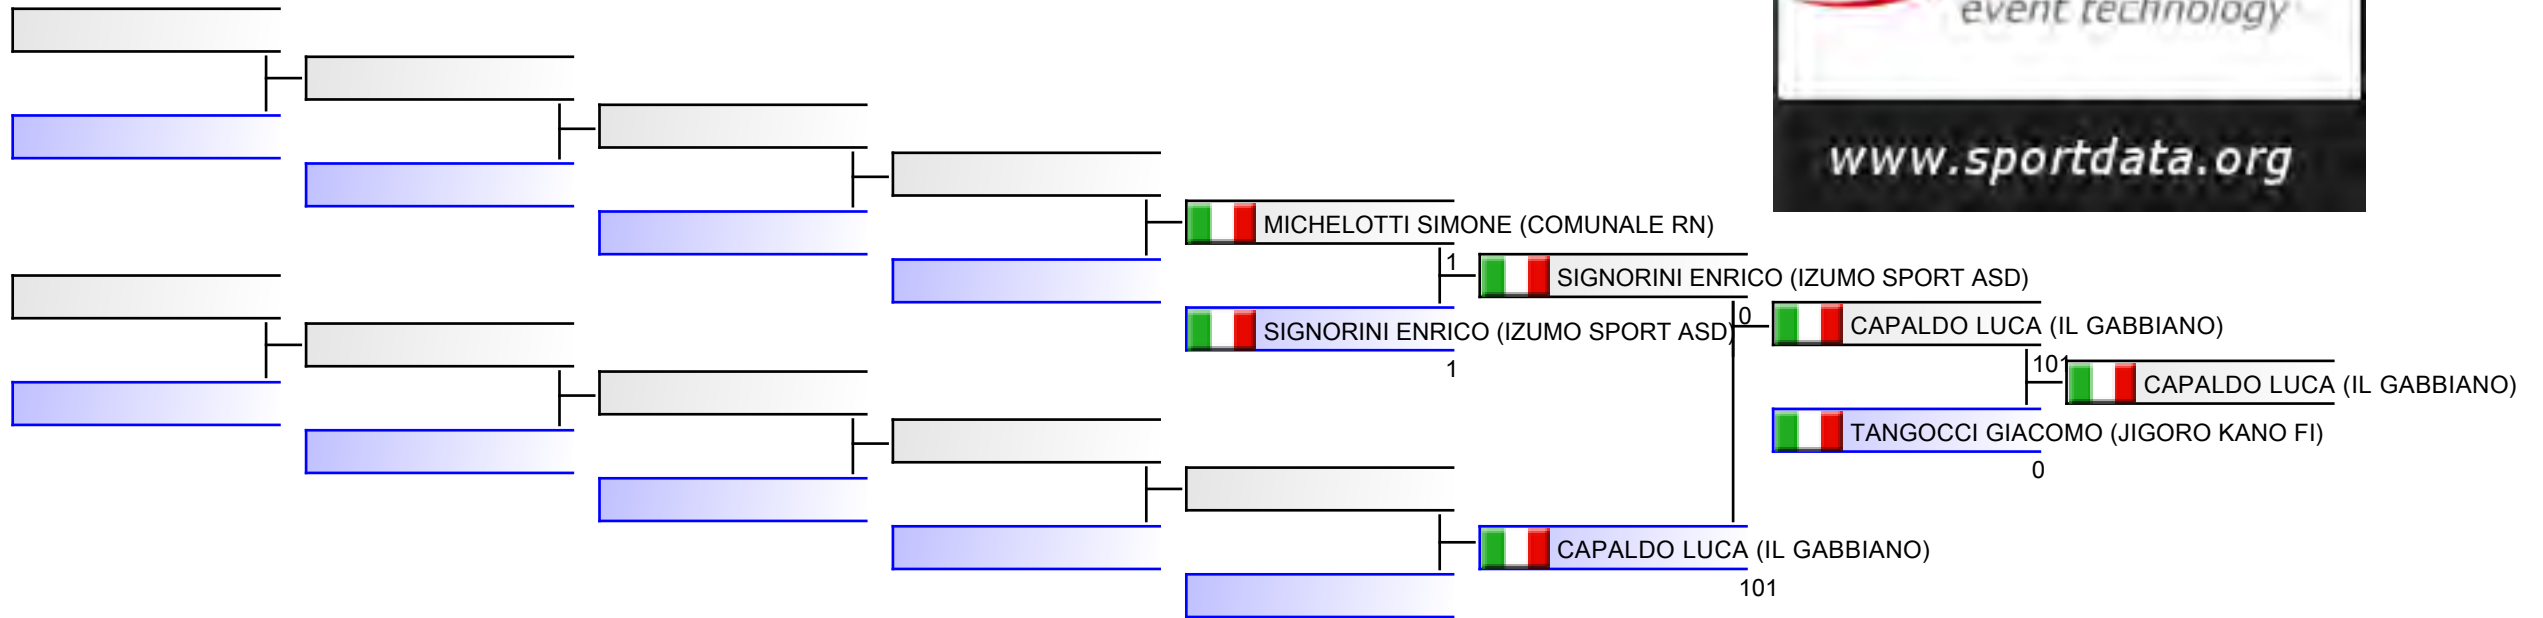 event technology
www.sportdata.org
MICHELOTTI SIMONE (COMUNALE RN)
1
SIGNORINI ENRICO (IZUMO SPORT ASD)
SIGNORINI ENRICO (IZUMO SPORT ASD)
1
0
CAPALDO LUCA (IL GABBIANO)
101
CAPALDO LUCA (IL GABBIANO)
TANGOCCI GIACOMO (JIGORO KANO FI)
0
CAPALDO LUCA (IL GABBIANO)
101